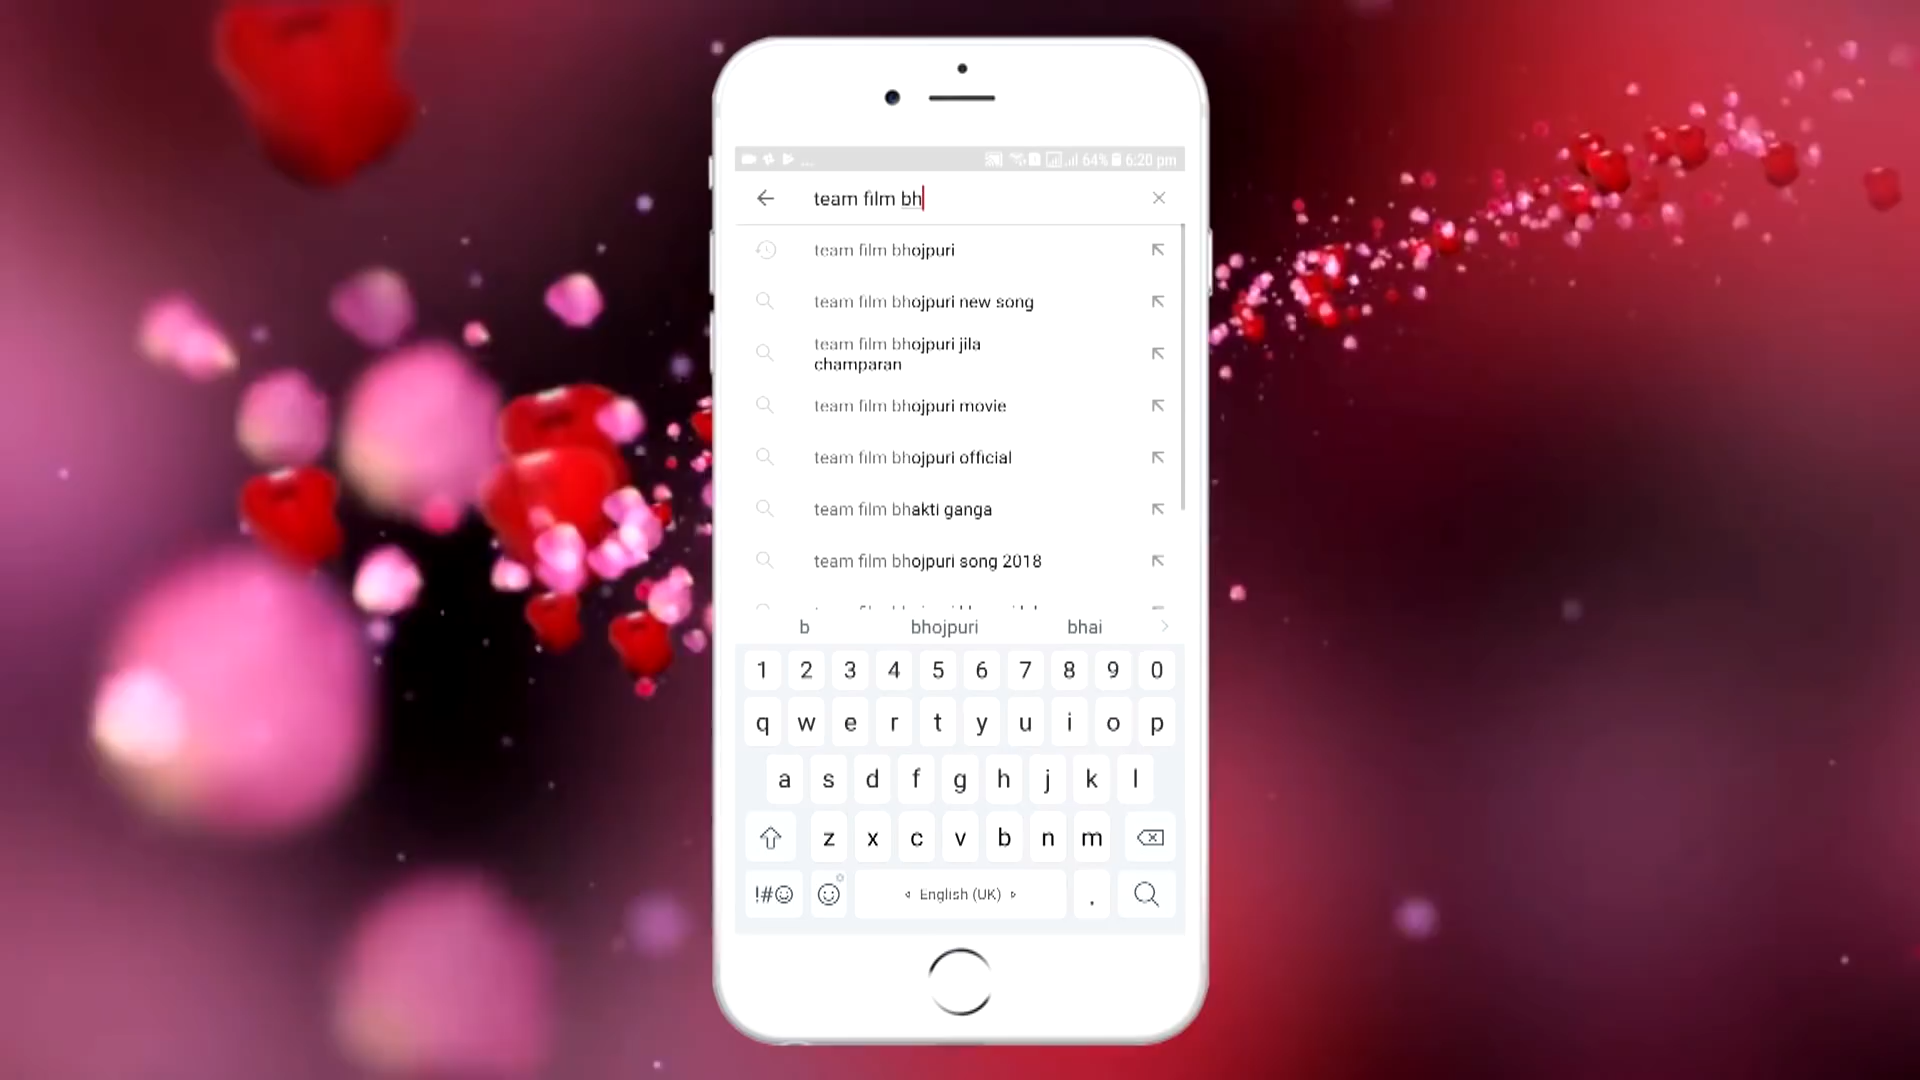 64% 6:20 pm
team film bh
team film bhojpuri
team film bhojpuri new song
team film bhojpuri jila
champaran
team film bhojpuri movie
team film bhojpuri official
team film bhakti ganga
team film bhojpuri song 2018
b bhojpuri bhai
1 2 3 4 5 6 7 8 9 0
q w e r t y u i o p
a s d f g h j k l
z x c v b n m
!#☺ English (UK) .